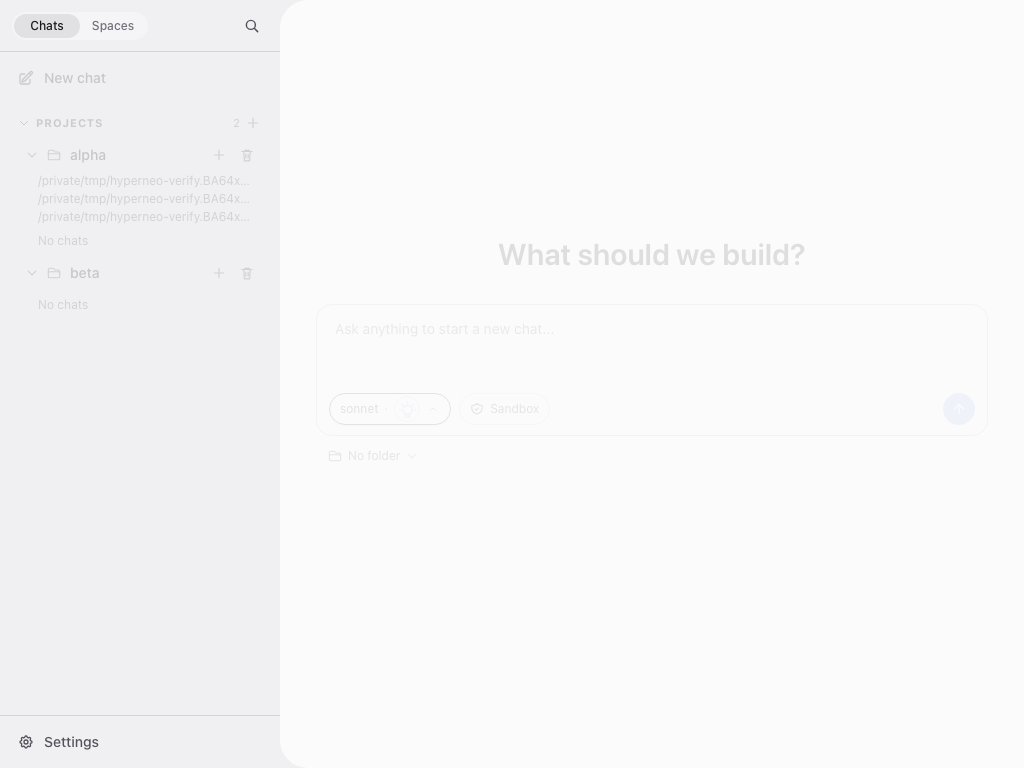 Chats Spaces
New chat
PROJECTS 2
alpha
/private/tmp/hyperneo-verify.BA64x...
/private/tmp/hyperneo-verify.BA64x...
/private/tmp/hyperneo-verify.BA64x...
No chats
beta
No chats
Settings
What should we build?
Ask anything to start a new chat...
sonnet · Sandbox
No folder